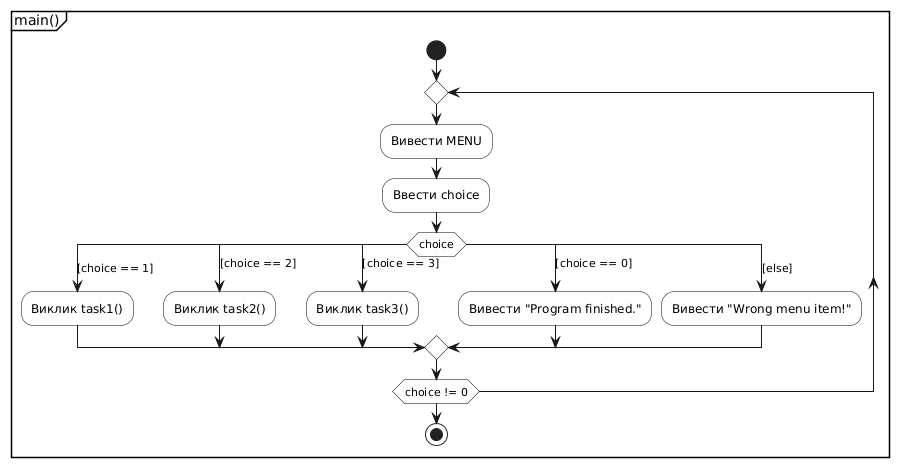 main()
Вивести MENU
Ввести choice
choice
[choice == 1]
[choice == 2]
[choice == 3]
[choice == 0]
[else]
Виклик task1()
Виклик task2()
Виклик task3()
Вивести "Program finished."
Вивести "Wrong menu item!"
choice != 0